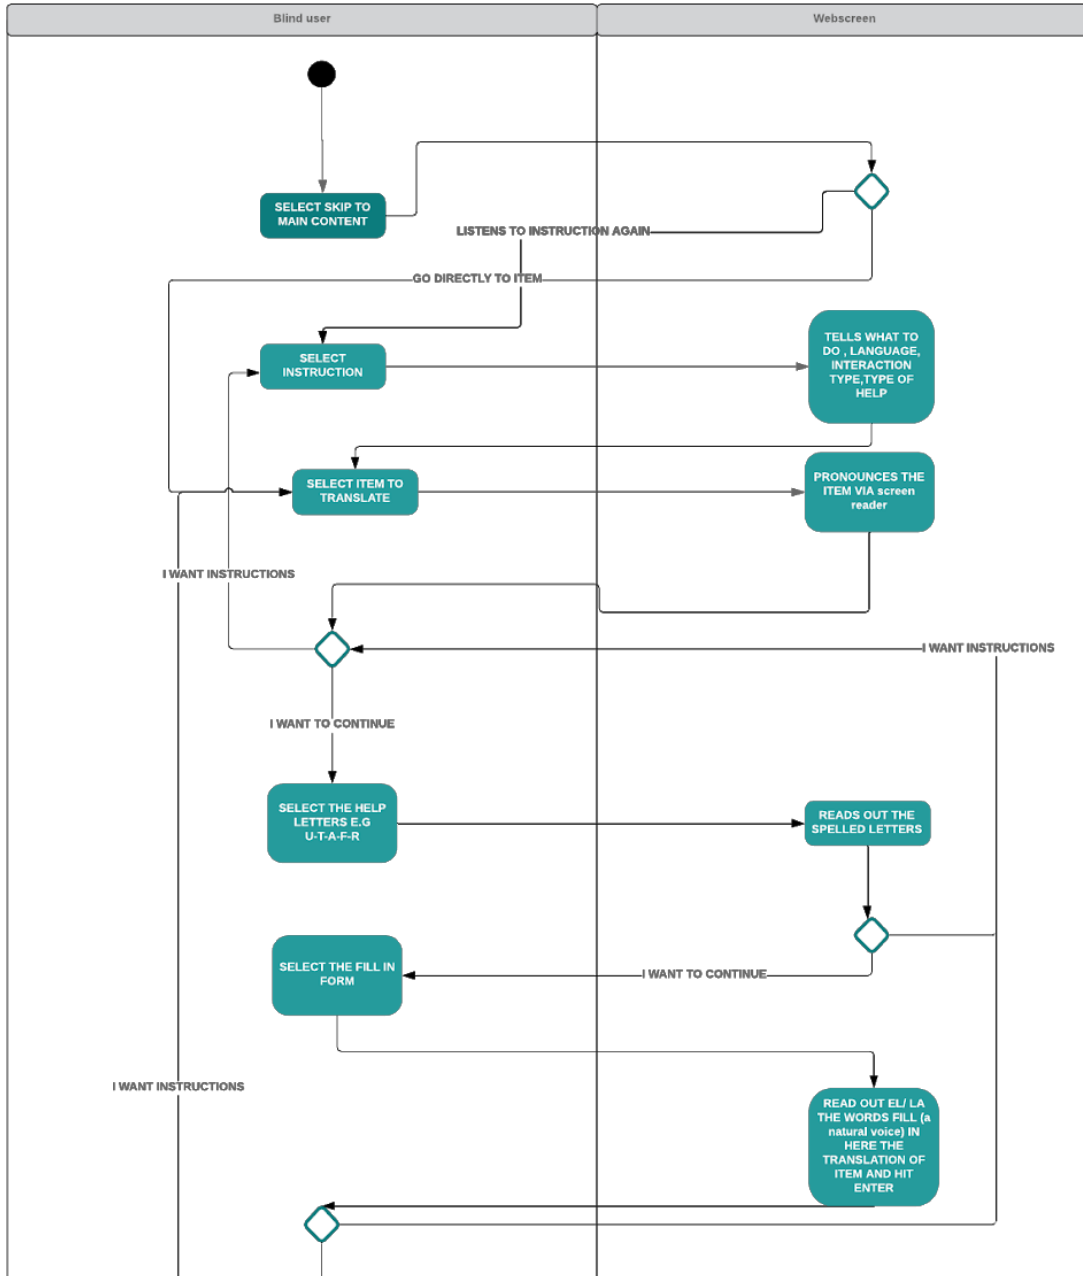 Blind user
Webscreen
SELECT SKIP TO
MAIN CONTENT
LISTENS TO INSTRUCTION AGAIN
GO DIRECTLY TO ITEM
SELECT
INSTRUCTION
TELLS WHAT TO
DO , LANGUAGE,
INTERACTION
TYPE,TYPE OF
HELP
SELECT ITEM TO
TRANSLATE
PRONOUNCES THE
ITEM VIA screen
reader
I WANT INSTRUCTIONS
I WANT INSTRUCTIONS
I WANT TO CONTINUE
SELECT THE HELP
LETTERS E.G
U-T-A-F-R
READS OUT THE
SPELLED LETTERS
SELECT THE FILL IN
FORM
I WANT TO CONTINUE
I WANT INSTRUCTIONS
READ OUT EL/ LA
THE WORDS FILL (a
natural voice) IN
HERE THE
TRANSLATION OF
ITEM AND HIT
ENTER